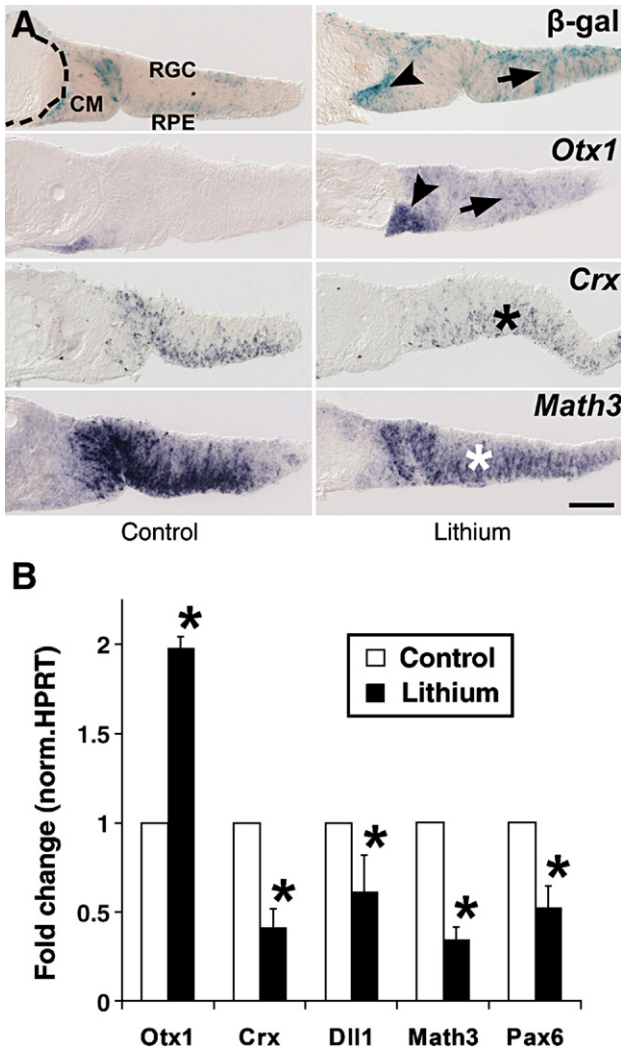 A
β-gal
RGC
CM
RPE
Otx1
Crx
Math3
Control
Lithium
B
Fold change (norm.HPRT)
2
1.5
1
0.5
0
Control
Lithium
*
*
*
*
*
Otx1
Crx
Dll1
Math3
Pax6